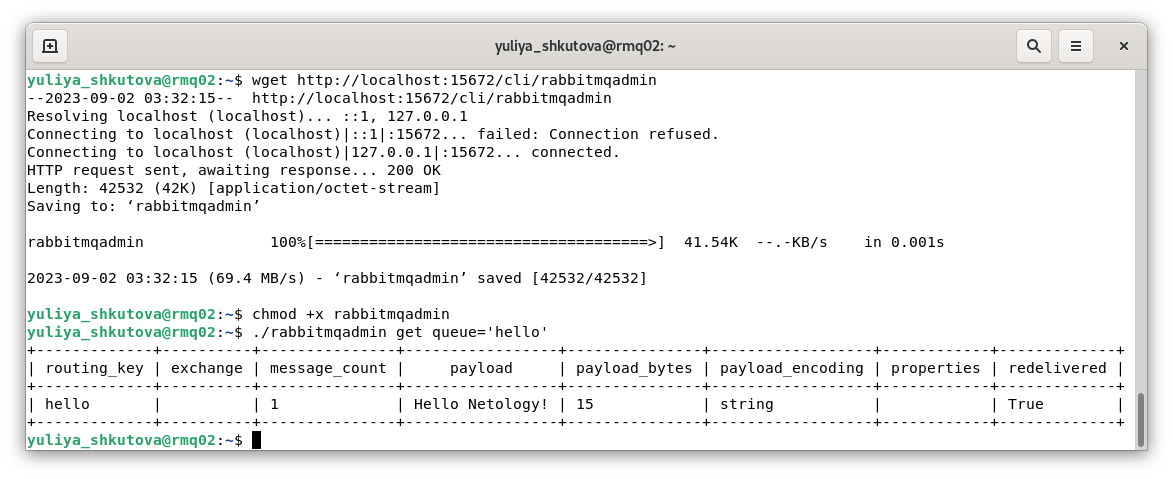 yuliya_shkutova@rmq02: ~
yuliya_shkutova@rmq02:~$ wget http://localhost:15672/cli/rabbitmqadmin
--2023-09-02 03:32:15--  http://localhost:15672/cli/rabbitmqadmin
Resolving localhost (localhost)... ::1, 127.0.0.1
Connecting to localhost (localhost)|::1|:15672... failed: Connection refused.
Connecting to localhost (localhost)|127.0.0.1|:15672... connected.
HTTP request sent, awaiting response... 200 OK
Length: 42532 (42K) [application/octet-stream]
Saving to: ‘rabbitmqadmin’
rabbitmqadmin              100%[=====================================>]  41.54K  --.-KB/s    in 0.001s
2023-09-02 03:32:15 (69.4 MB/s) - ‘rabbitmqadmin’ saved [42532/42532]
yuliya_shkutova@rmq02:~$ chmod +x rabbitmqadmin
yuliya_shkutova@rmq02:~$ ./rabbitmqadmin get queue='hello'
+-------------+----------+---------------+-----------------+---------------+------------------+------------+-------------+
| routing_key | exchange | message_count |     payload     | payload_bytes | payload_encoding | properties | redelivered |
+-------------+----------+---------------+-----------------+---------------+------------------+------------+-------------+
| hello       |          | 1             | Hello Netology! | 15            | string           |            | True        |
+-------------+----------+---------------+-----------------+---------------+------------------+------------+-------------+
yuliya_shkutova@rmq02:~$